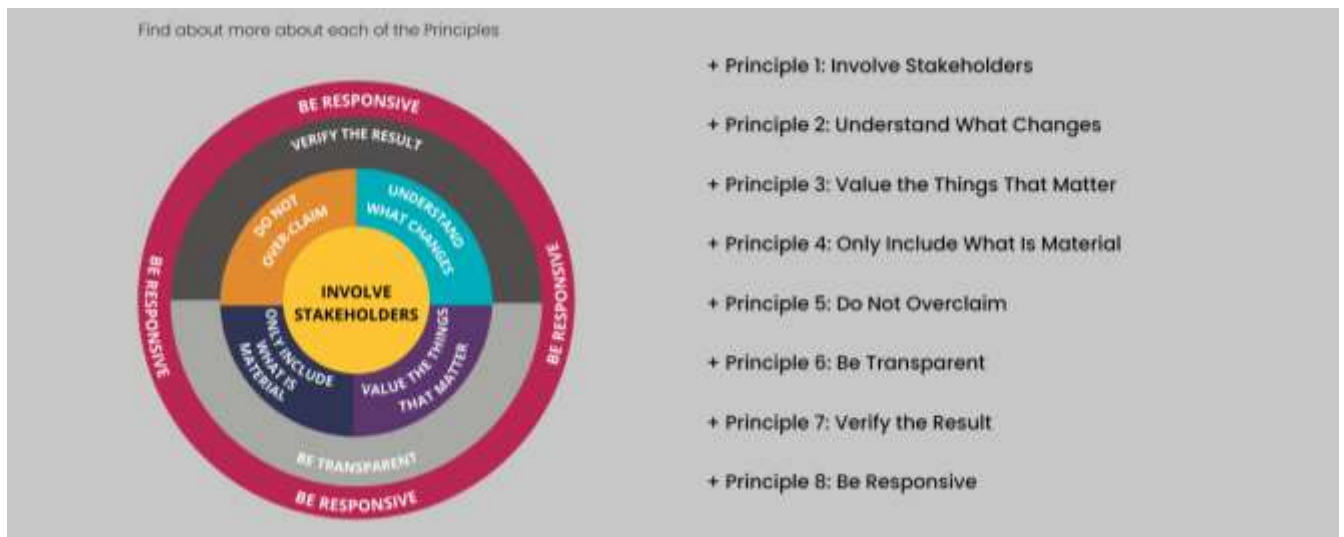 Find about more about each of the Principles
BE RESPONSIVE
VERIFY THE RESULT
DO NOT
OVER-CLAIM
UNDERSTAND
WHAT CHANGES
BE RESPONSIVE
BE RESPONSIVE
INVOLVE
STAKEHOLDERS
ONLY INCLUDE
WHAT IS
MATERIAL
VALUE THE THINGS
THAT MATTER
BE TRANSPARENT
BE RESPONSIVE
+ Principle 1: Involve Stakeholders
+ Principle 2: Understand What Changes
+ Principle 3: Value the Things That Matter
+ Principle 4: Only Include What Is Material
+ Principle 5: Do Not Overclaim
+ Principle 6: Be Transparent
+ Principle 7: Verify the Result
+ Principle 8: Be Responsive